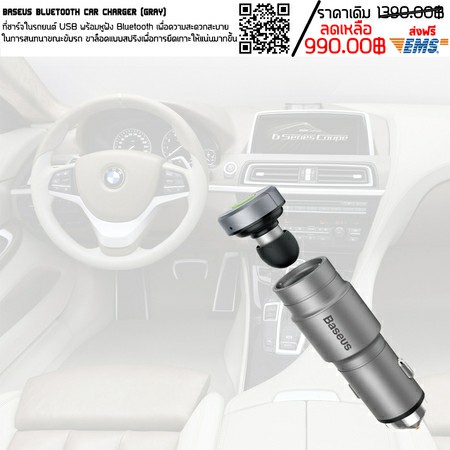 BASEUS BLUETOOTH CAR CHARGER (GRAY)
ที่ชาร์จในรถยนต์ USB พร้อมหูฟัง Bluetooth เพื่อความสะดวกสะบาย
ในการสนทนาขณะขับรถ ขาล็อคแบบสปริงเพื่อการยึดเกาะให้แน่นมากขึ้น
ราคาเดิม 1390.00฿
ลดเหลือ
990.00฿
ส่งฟรี
EMS
6 Series Coupe
Baseus